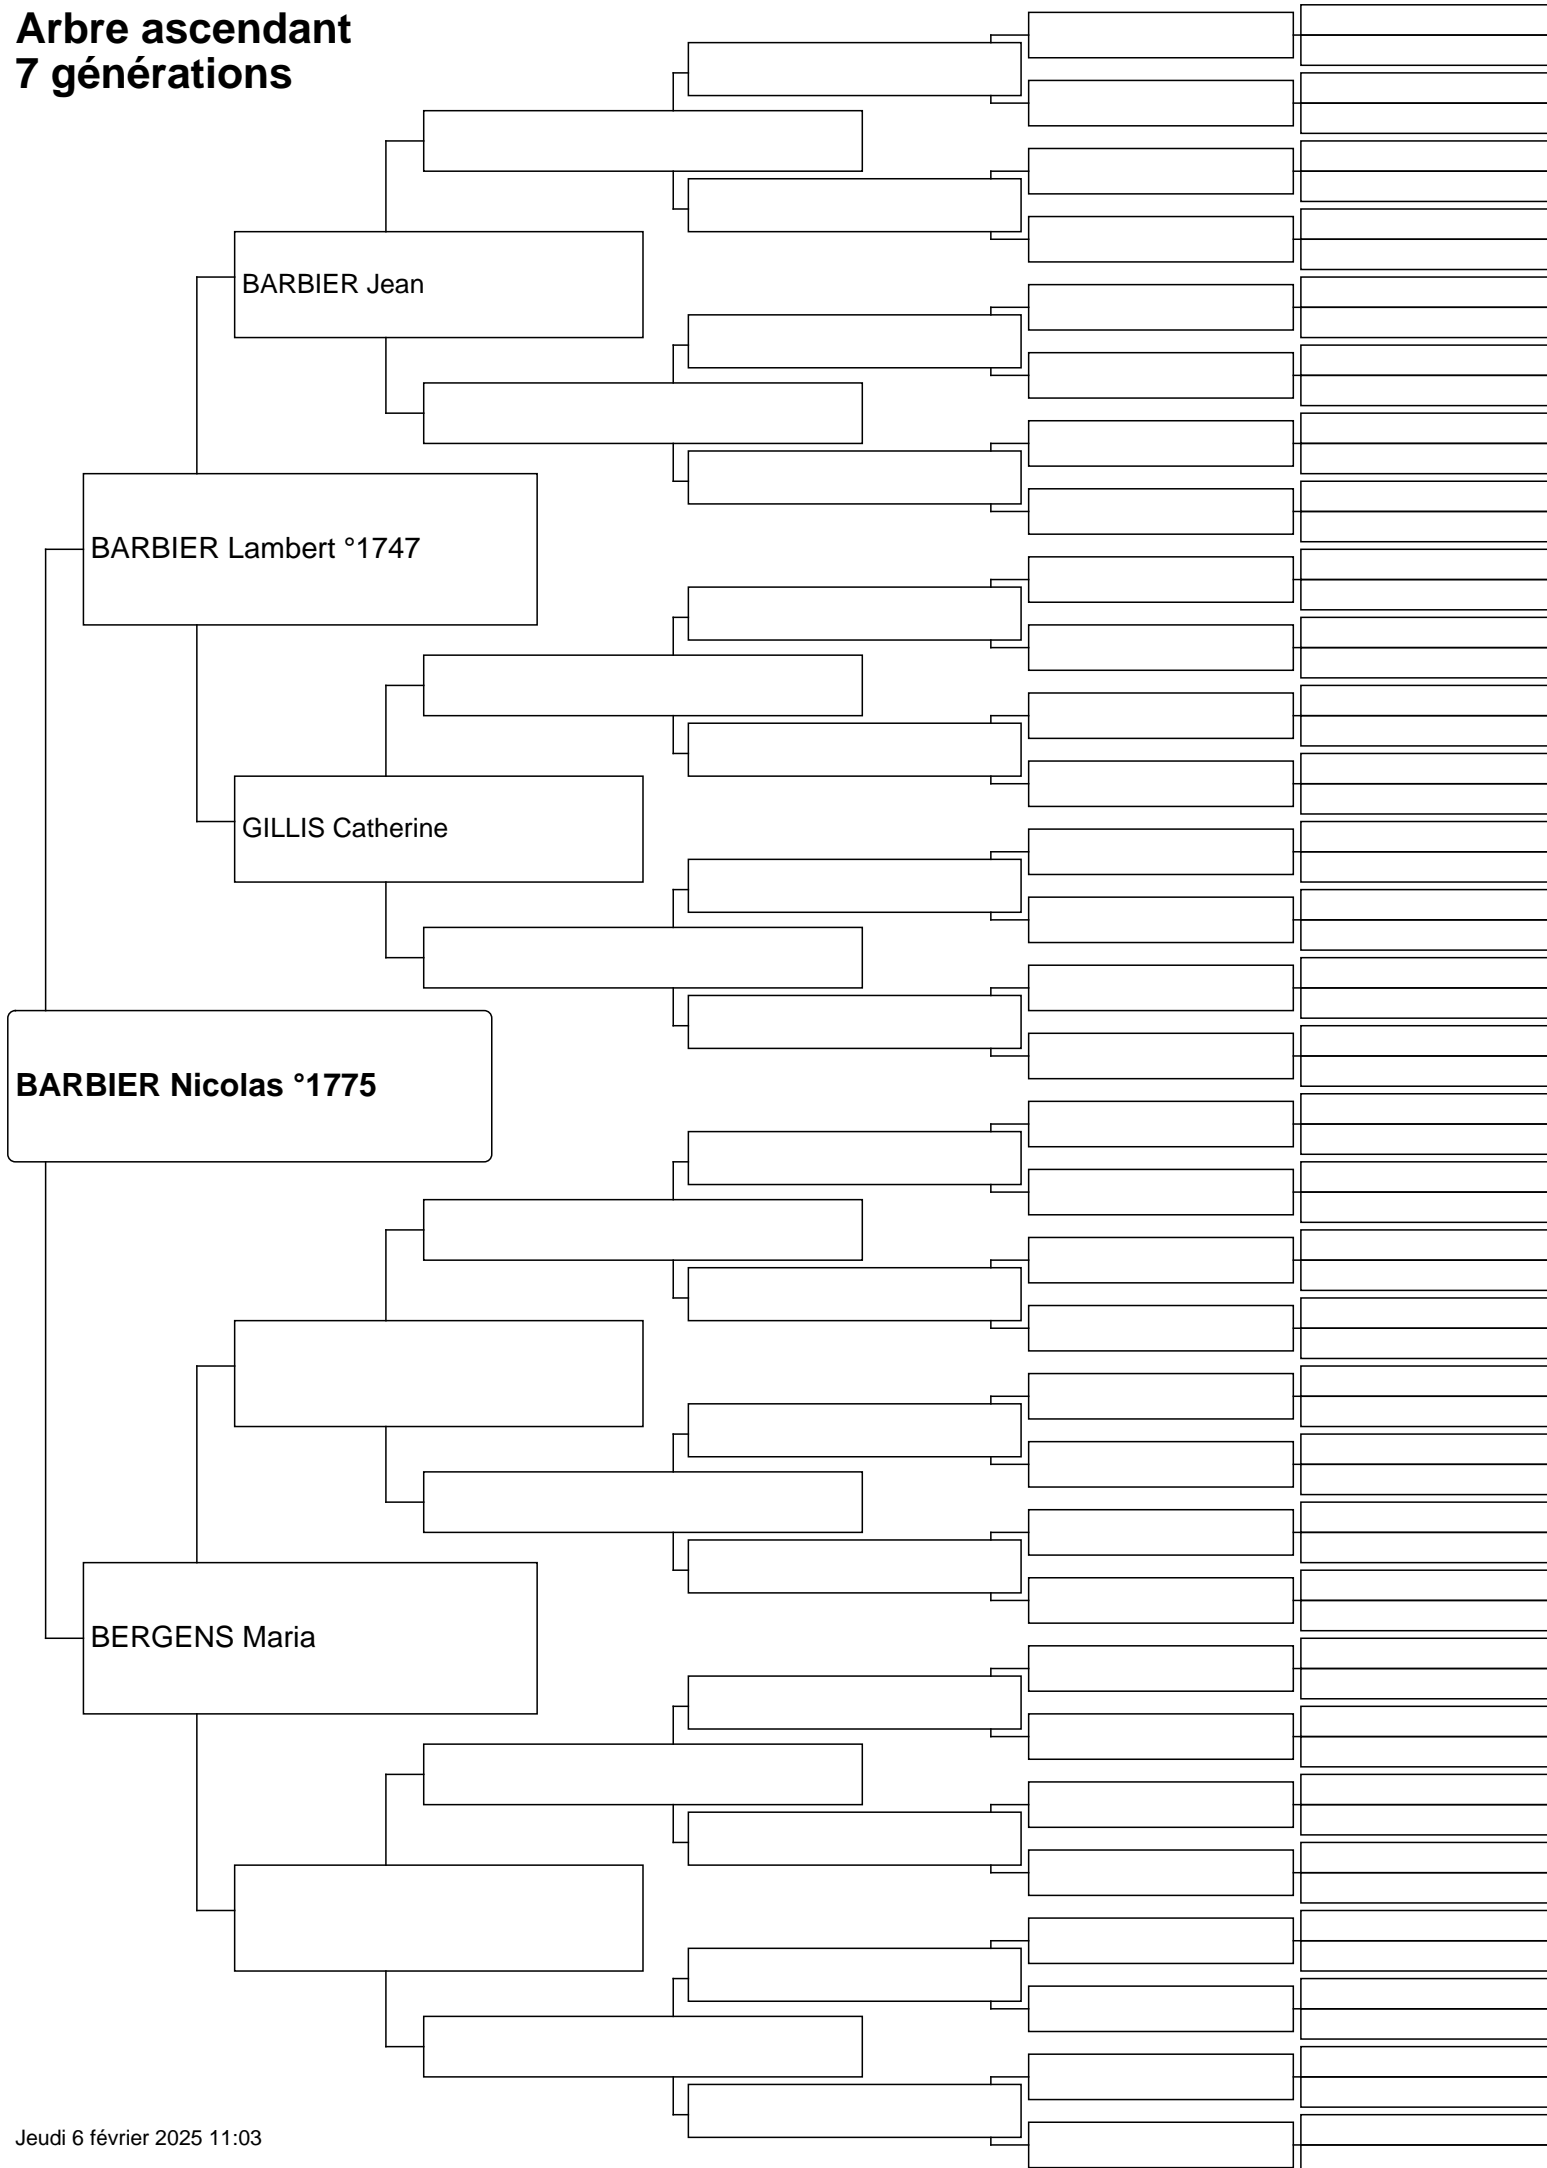 Arbre ascendant
7 générations
BARBIER Jean
BARBIER Lambert °1747
GILLIS Catherine
BARBIER Nicolas °1775
BERGENS Maria
Jeudi 6 février 2025 11:03